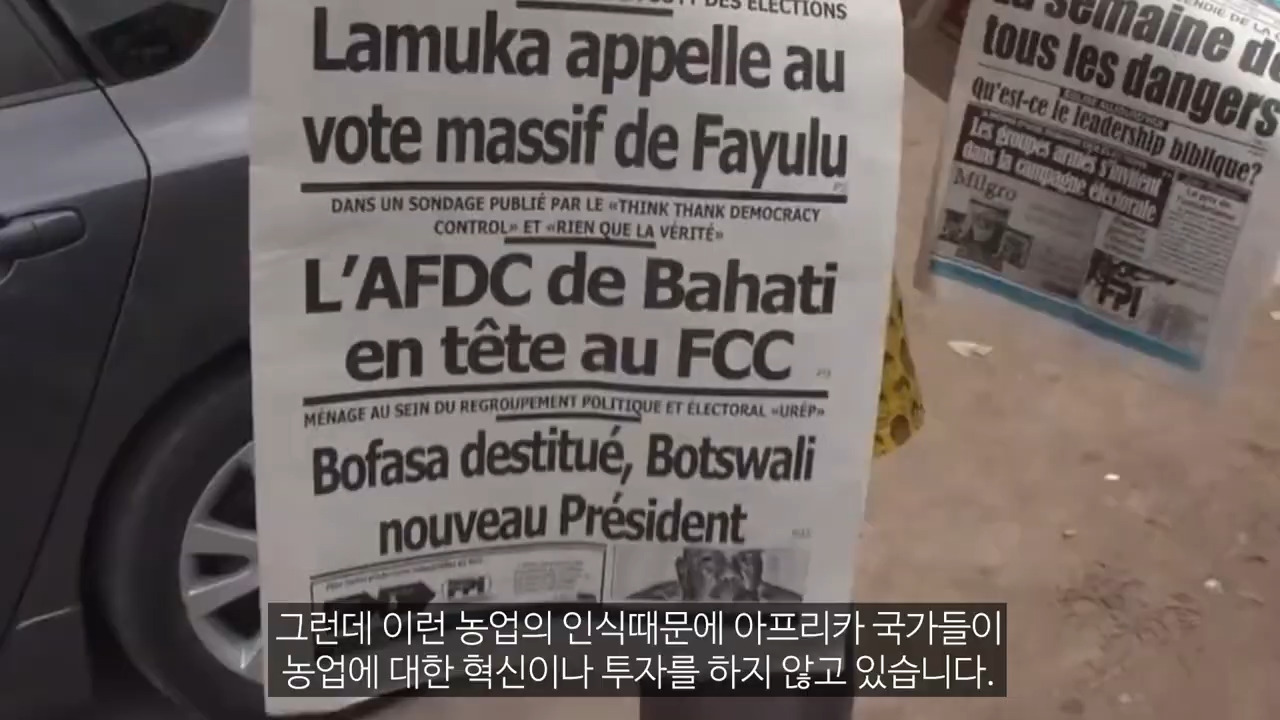 DES ÉLECTIONS
Lamuka appelle au
vote massif de Fayulu
DANS UN SONDAGE PUBLIÉ PAR LE «THINK THANK DEMOCRACY
CONTROL» ET «RIEN QUE LA VÉRITÉ»
L'AFDC de Bahati
en tête au FCC
MÉNAGE AU SEIN DU REGROUPEMENT POLITIQUE ET ÉLECTORAL «URÉP»
Bofasa destitué, Botswali
nouveau Président
FPI
semaine de
tous les dangers
qu'est-ce le leadership biblique?
Les groupes armés s'invitent
dans la campagne électorale
Milgro
FPI
그런데 이런 농업의 인식때문에 아프리카 국가들이
농업에 대한 혁신이나 투자를 하지 않고 있습니다.